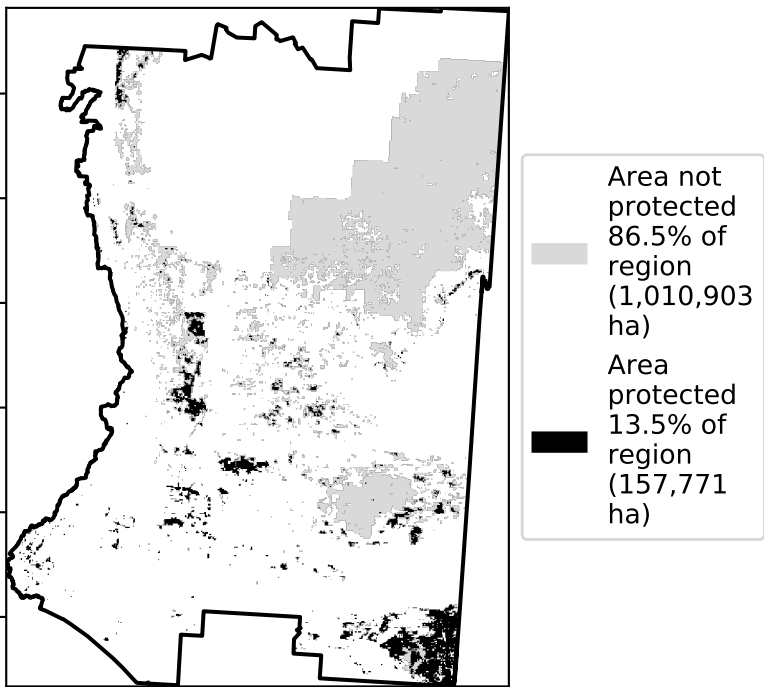 Area not
protected
86.5% of
region
(1,010,903
ha)
Area
protected
13.5% of
region
(157,771
ha)